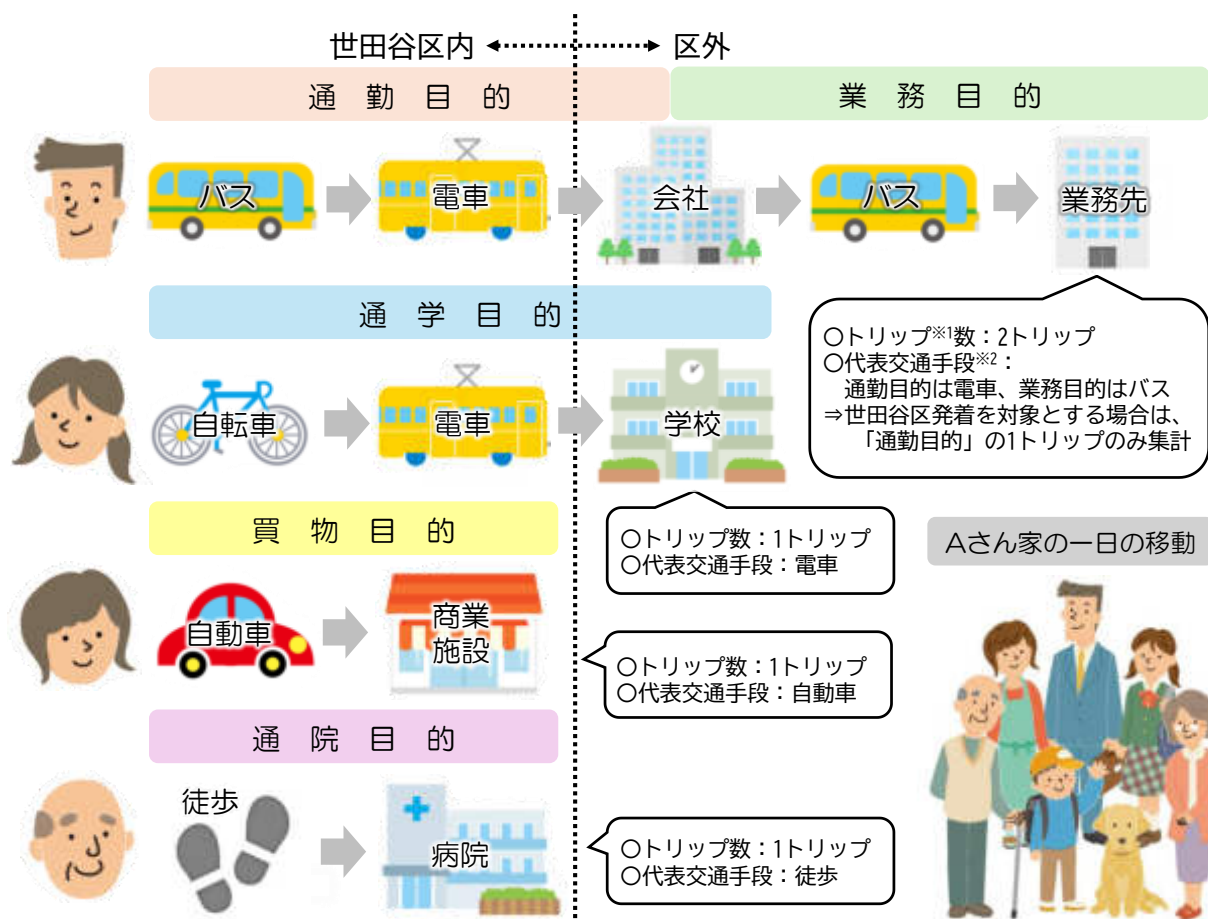 世田谷区内 区外
通勤目的 業務目的
バス 電車 会社 バス 業務先
通学目的
○トリップ※1数：2トリップ
○代表交通手段※2：
通勤目的は電車、業務目的はバス
⇒世田谷区発着を対象とする場合は、
「通勤目的」の1トリップのみ集計
自転車 電車 学校
○トリップ数：1トリップ
○代表交通手段：電車
買物目的
Aさん家の一日の移動
自動車
商業
施設
○トリップ数：1トリップ
○代表交通手段：自動車
通院目的
徒歩
病院
○トリップ数：1トリップ
○代表交通手段：徒歩